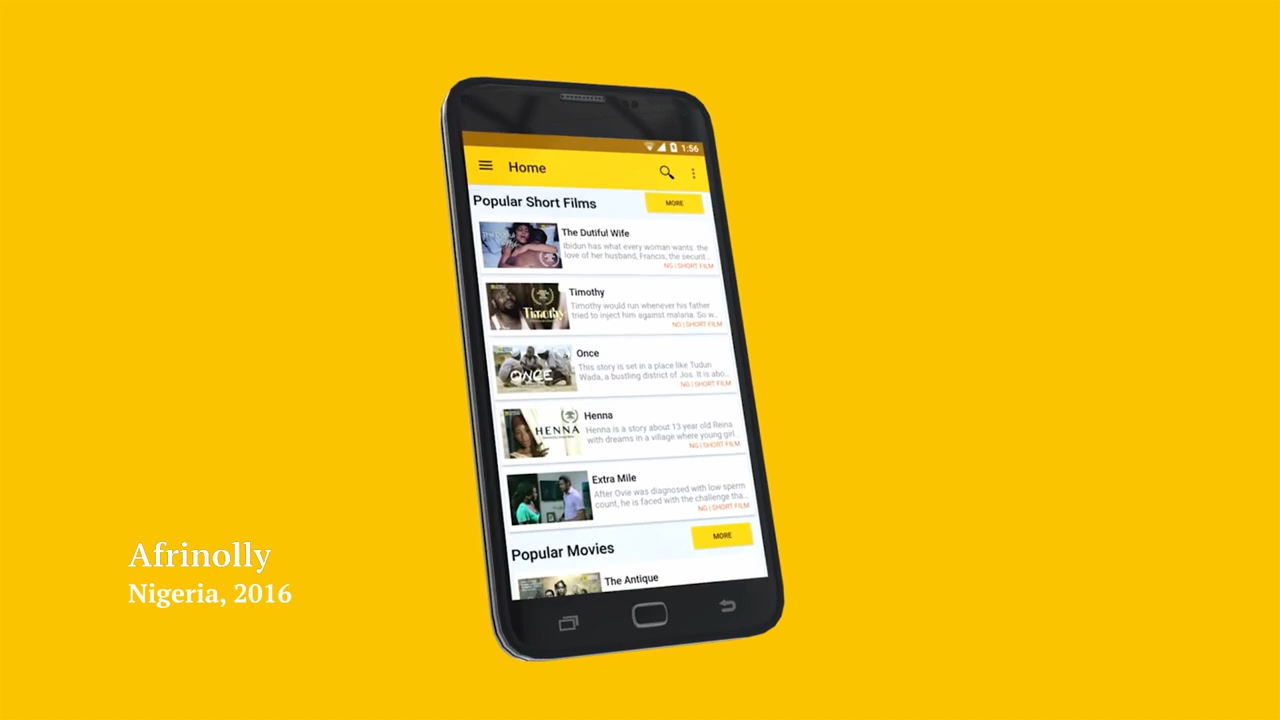 1:56
Home
Popular Short Films
MORE
The Dutiful Wife
Ibidun has what every woman wants, the
love of her husband, Francis, the securit...
NG | SHORT FILM
Timothy
Timothy
Timothy would run whenever his father
tried to inject him against malaria. So w...
NG | SHORT FILM
ONCE
Once
This story is set in a place like Tudun
Wada, a bustling district of Jos. It is abo...
NG | SHORT FILM
HENNA
Henna
Henna is a story about 13 year old Reina
with dreams in a village where young girl...
NG | SHORT FILM
Extra Mile
After Ovie was diagnosed with low sperm
count, he is faced with the challenge tha...
NG | SHORT FILM
Popular Movies
MORE
The Antique
Afrinolly
Nigeria, 2016